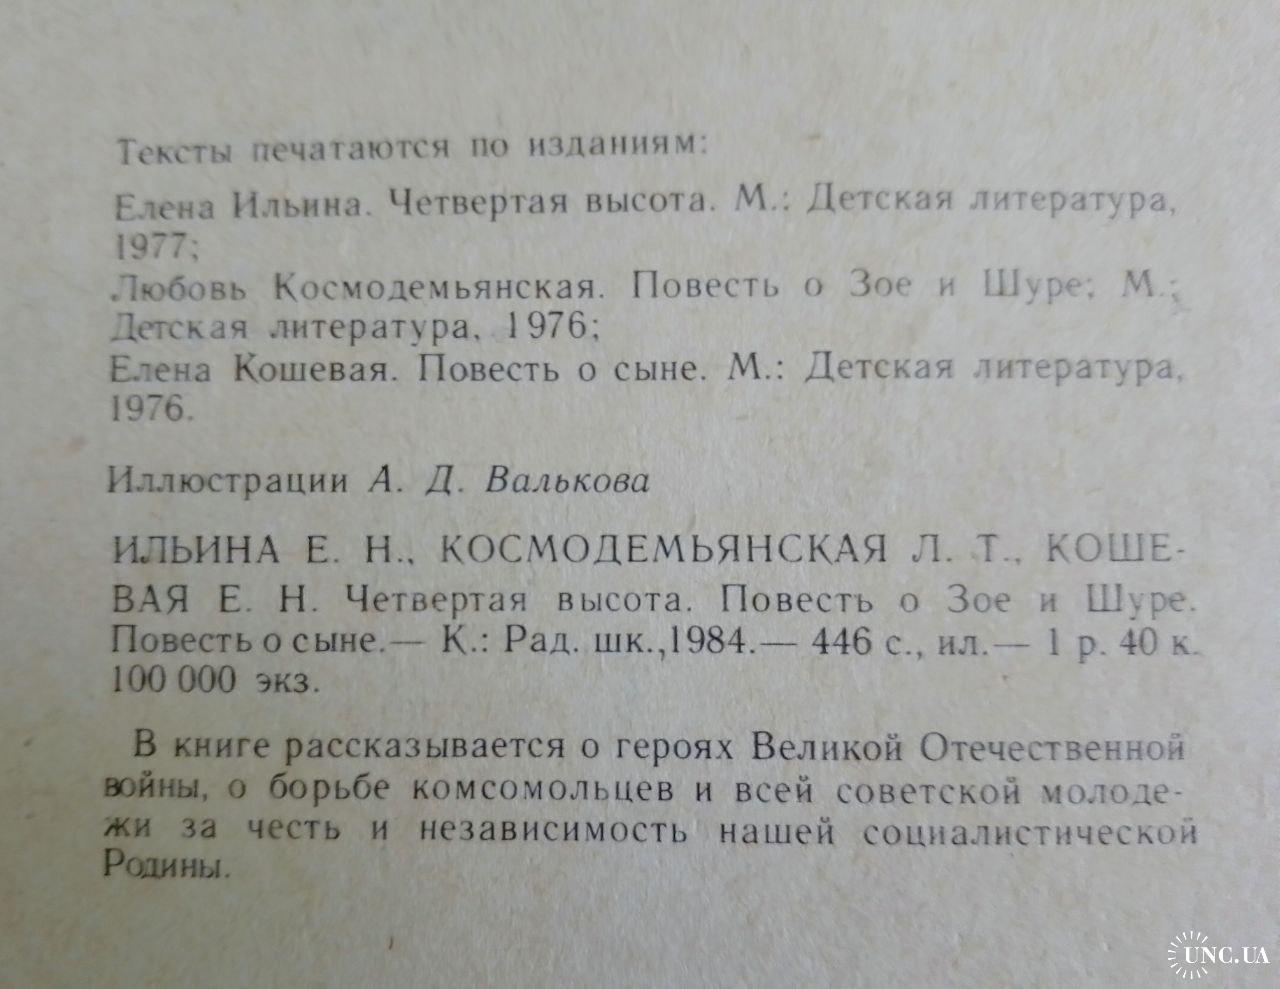 Тексты печатаются по изданиям:
Елена Ильина. Четвертая высота. М.: Детская литература,
1977;
Любовь Космодемьянская. Повесть о Зое и Шуре; М.;
Детская литература, 1976;
Елена Кошевая. Повесть о сыне. М.: Детская литература,
1976.
Иллюстрации А. Д. Валькова
ИЛЬИНА Е. Н., КОСМОДЕМЬЯНСКАЯ Л. Т., КОШЕ-
ВАЯ Е. Н. Четвертая высота. Повесть о Зое и Шуре.
Повесть о сыне.— К.: Рад. шк.,1984.— 446 с., ил.— 1 р. 40 к.
100 000 экз.
В книге рассказывается о героях Великой Отечественной
войны, о борьбе комсомольцев и всей советской молоде-
жи за честь и независимость нашей социалистической
Родины.
UNC.UA